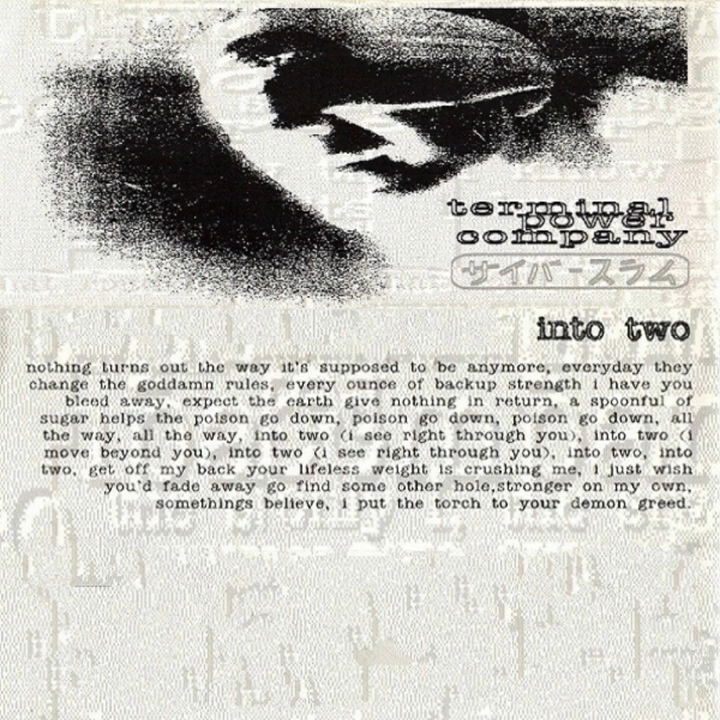 terminal
power
company
サイバースラム
into two
nothing turns out the way it's supposed to be anymore, everyday they
change the goddamn rules, every ounce of backup strength i have you
bleed away, expect the earth give nothing in return, a spoonful of
sugar helps the poison go down, poison go down, poison go down, all
the way, all the way, into two (i see right through you), into two (i
move beyond you), into two (i see right through you), into two, into
two, get off my back your lifeless weight is crushing me, i just wish
you'd fade away go find some other hole,stronger on my own,
somethings believe, i put the torch to your demon greed.